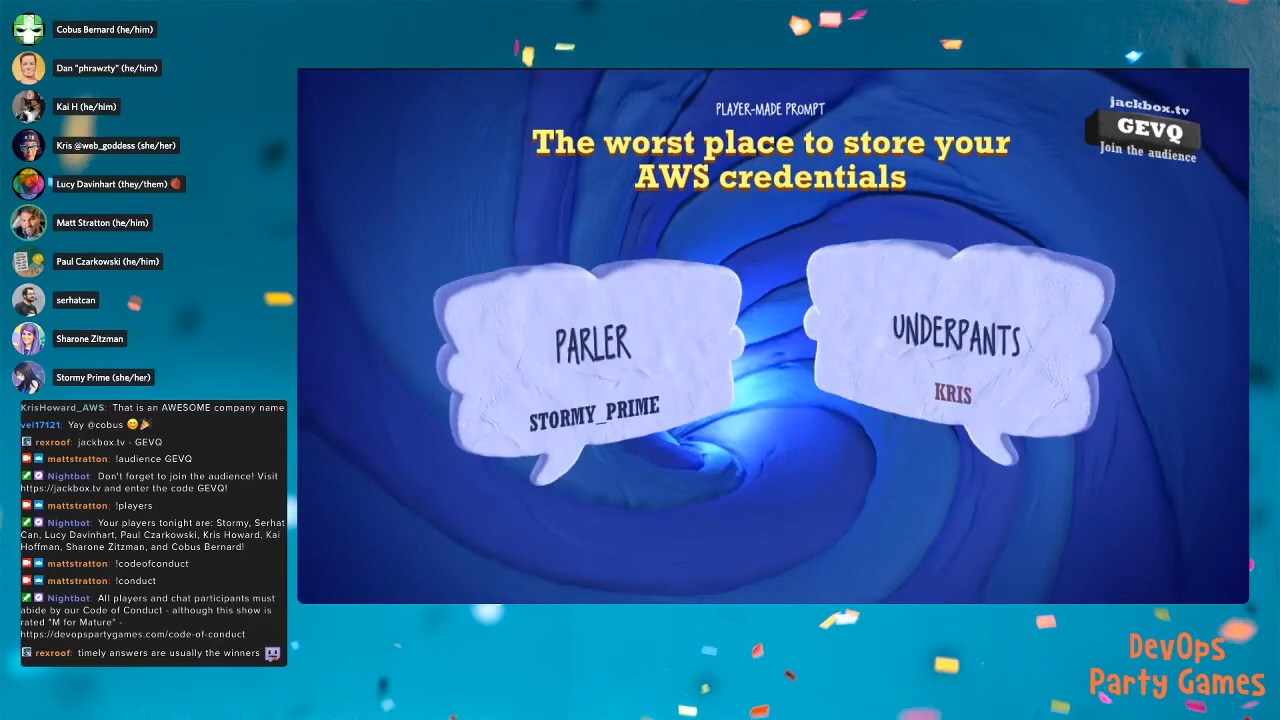 Cobus Bernard (he/him)
Dan "phrawzty" (he/him)
Kai H (he/him)
Kris @web_goddess (she/her)
Lucy Davinhart (they/them) 🍓
Matt Stratton (he/him)
Paul Czarkowski (he/him)
serhatcan
Sharone Zitzman
Stormy Prime (she/her)
KrisHoward_AWS: That is an AWESOME company name
vel17121: Yay @cobus 😊🎉
rexroof: jackbox.tv - GEVQ
mattstratton: !audience GEVQ
Nightbot: Don't forget to join the audience! Visit
https://jackbox.tv and enter the code GEVQ!
mattstratton: !players
Nightbot: Your players tonight are: Stormy, Serhat
Can, Lucy Davinhart, Paul Czarkowski, Kris Howard, Kai
Hoffman, Sharone Zitzman, and Cobus Bernard!
mattstratton: !codeofconduct
mattstratton: !conduct
Nightbot: All players and chat participants must
abide by our Code of Conduct - although this show is
rated "M for Mature" -
https://devopspartygames.com/code-of-conduct
rexroof: timely answers are usually the winners
PLAYER-MADE PROMPT
The worst place to store your
AWS credentials
jackbox.tv
GEVQ
Join the audience
PARLER
STORMY_PRIME
UNDERPANTS
KRIS
DevOps
Party Games